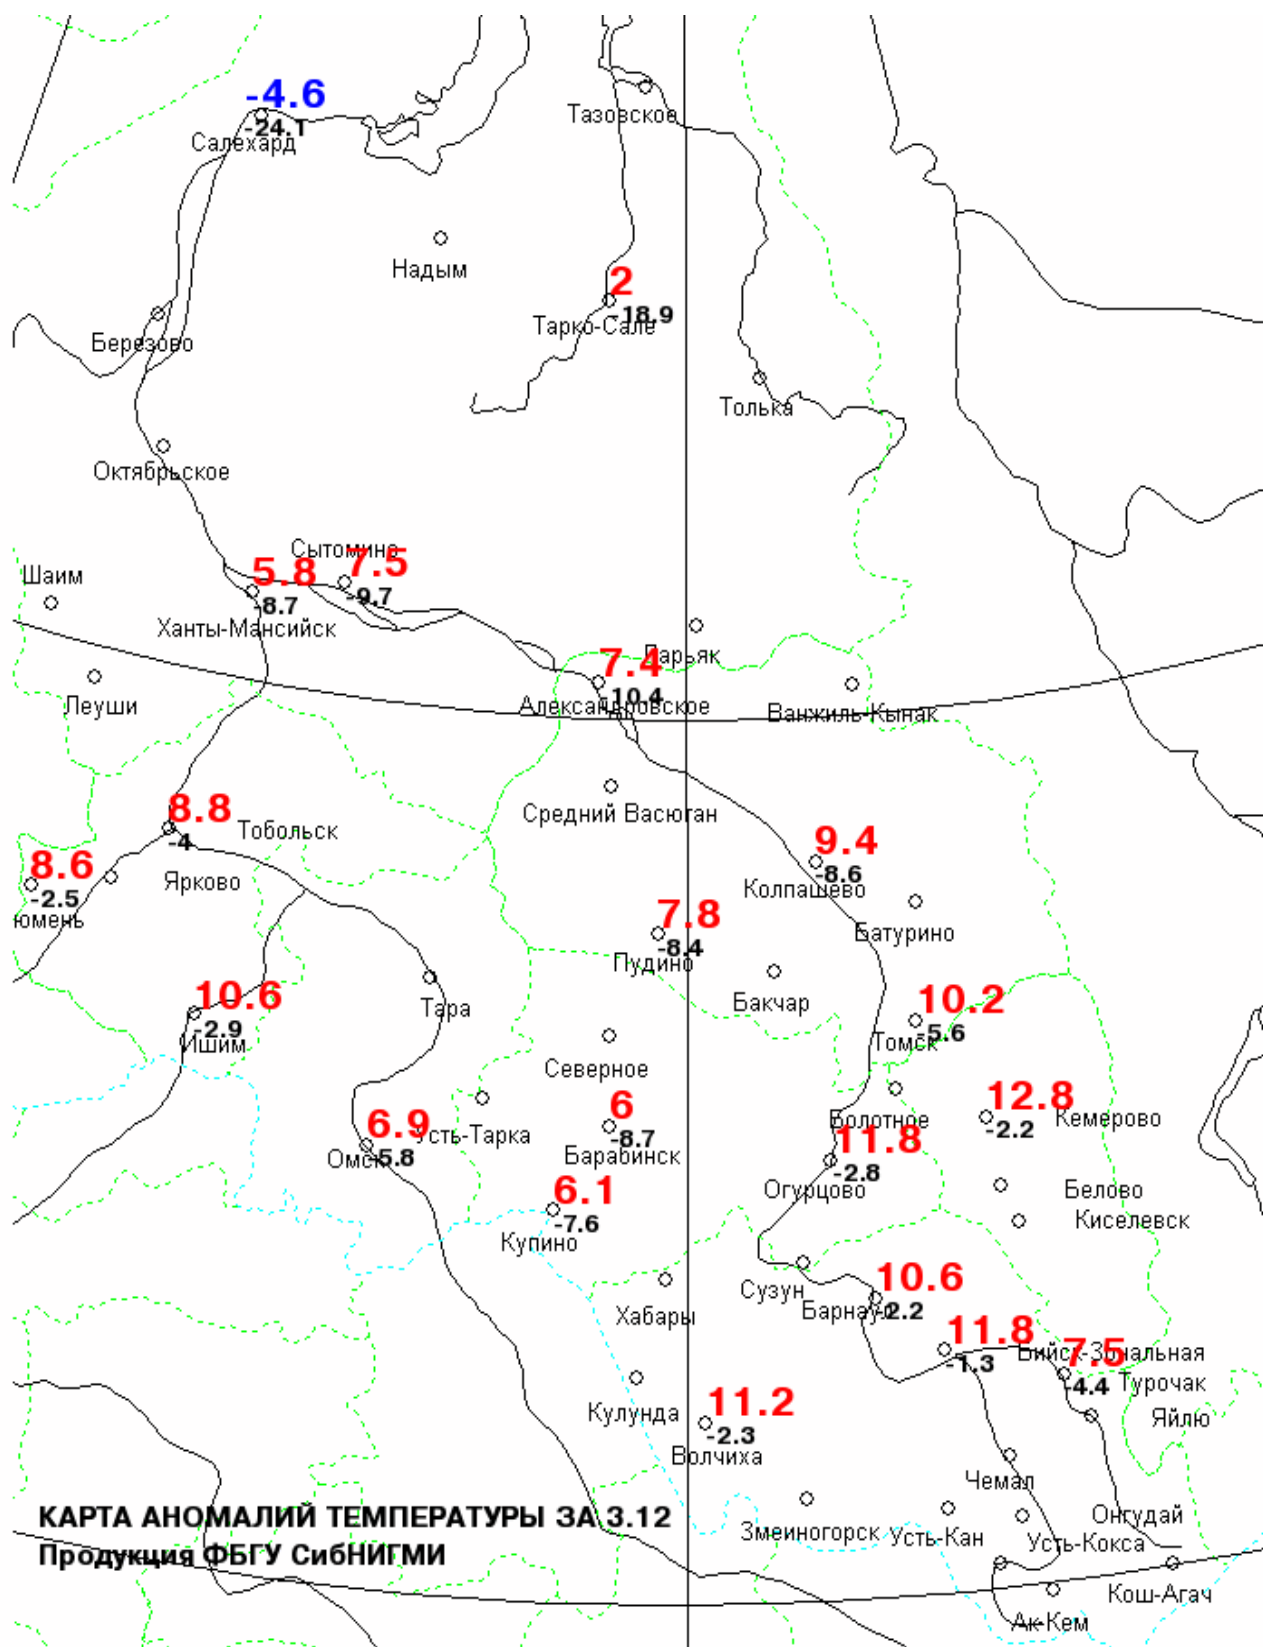 -4.6
-24.1
Салехард
Тазовское
Надым
2
-18.9
Тарко-Сале
Березово
Толька
Октябрьское
Сытомино
7.5
-9.7
5.8
-8.7
Ханты-Мансийск
Шаим
Ларьяк
7.4
-10.4
Александровское
Леуши
Ванжиль-Кынак
Средний Васюган
8.8
-4
Тобольск
9.4
-8.6
Колпашево
8.6
-2.5
юмень
Ярково
7.8
-8.4
Пудино
Батурино
Бакчар
Тара
10.6
-2.9
Ишим
10.2
-5.6
Томск
Северное
12.8
-2.2
Кемерово
Болотное
6
-8.7
Барабинск
Усть-Тарка
6.9
-5.8
Омск
11.8
-2.8
Огурцово
Белово
6.1
-7.6
Купино
Киселевск
Сузун
10.6
-2.2
Барнаул
Хабары
11.8
-1.3
Бийск-Зональная
7.5
-4.4
Турочак
Кулунда
11.2
-2.3
Волчиха
Яйлю
Чемал
КАРТА АНОМАЛИЙ ТЕМПЕРАТУРЫ ЗА 3.12
Продукция ФБГУ СибНИГМИ
Змеиногорск
Усть-Кан
Онгудай
Усть-Кокса
Кош-Агач
Ак-Кем